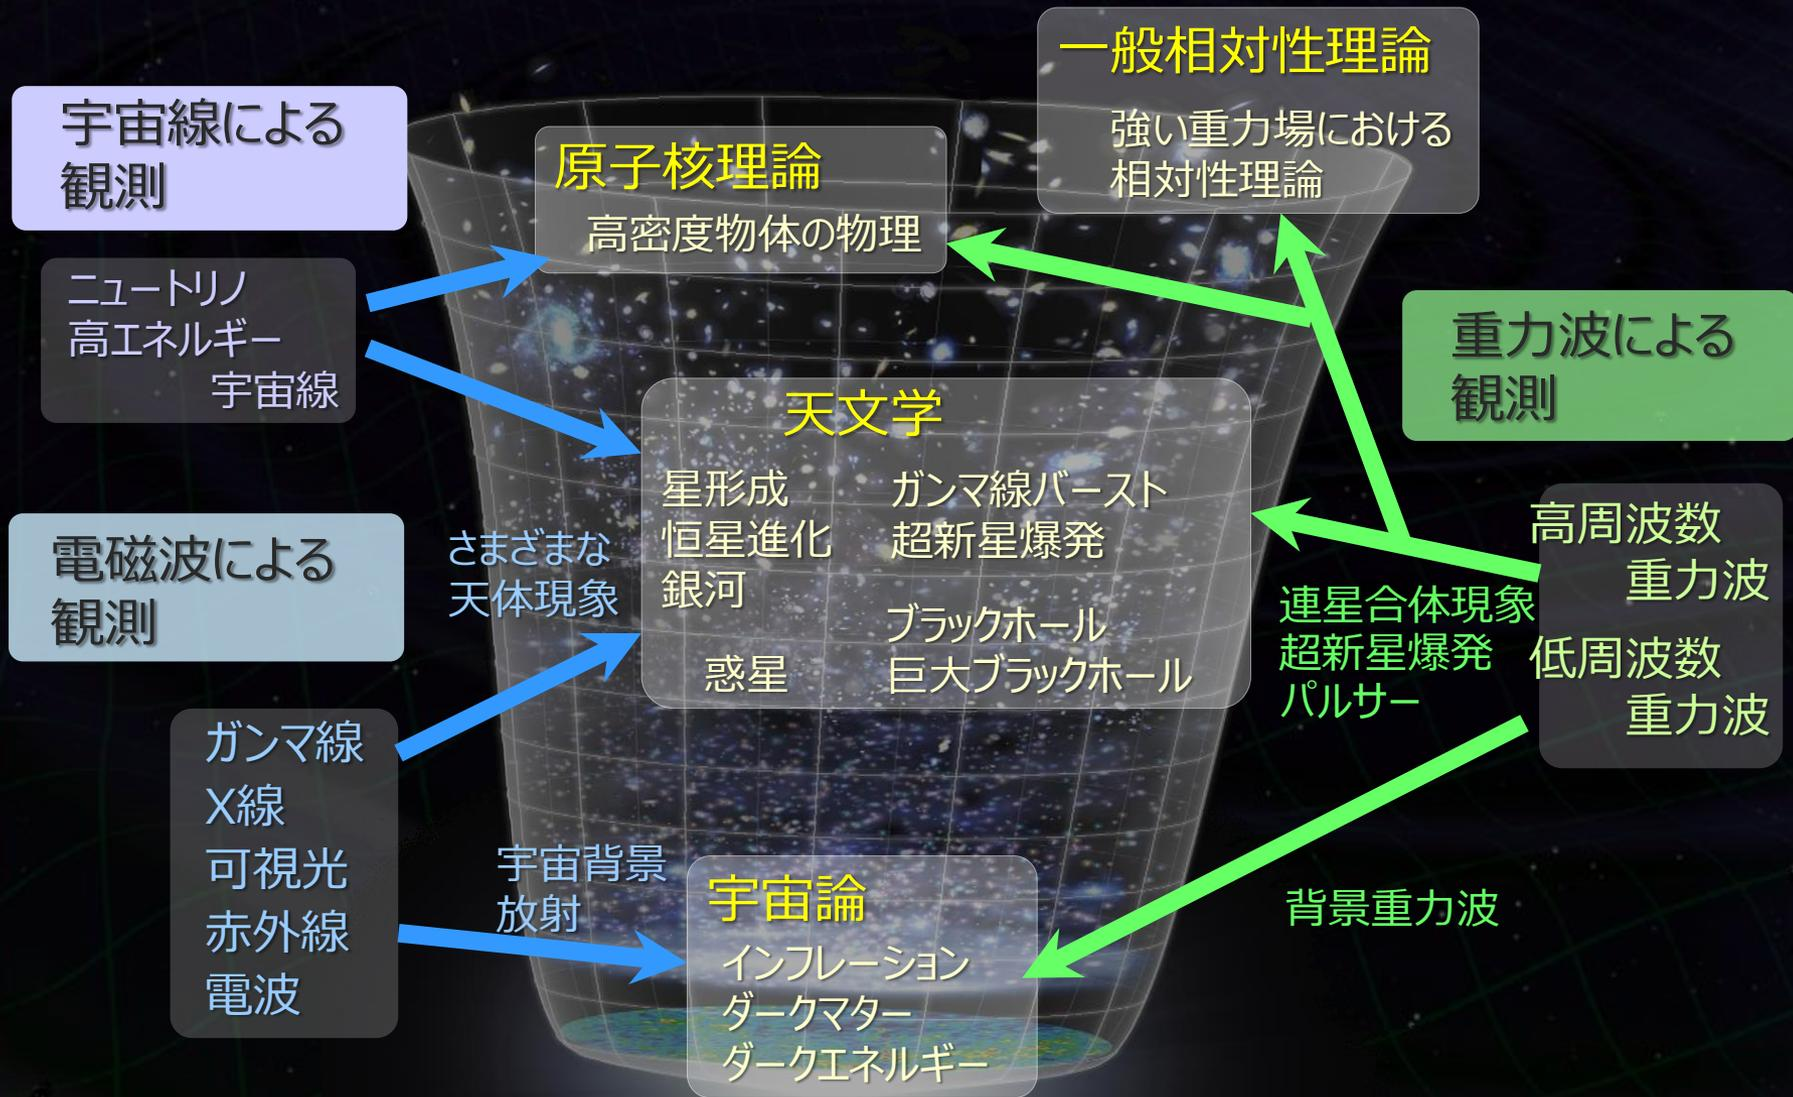 一般相対性理論
強い重力場における
相対性理論
宇宙線による
観測
原子核理論
高密度物体の物理
ニュートリノ
高エネルギー
宇宙線
重力波による
観測
天文学
星形成
恒星進化
銀河
惑星
ガンマ線バースト
超新星爆発
ブラックホール
巨大ブラックホール
電磁波による
観測
さまざまな
天体現象
高周波数
重力波
低周波数
重力波
連星合体現象
超新星爆発
パルサー
ガンマ線
X線
可視光
赤外線
電波
宇宙背景
放射
宇宙論
インフレーション
ダークマター
ダークエネルギー
背景重力波